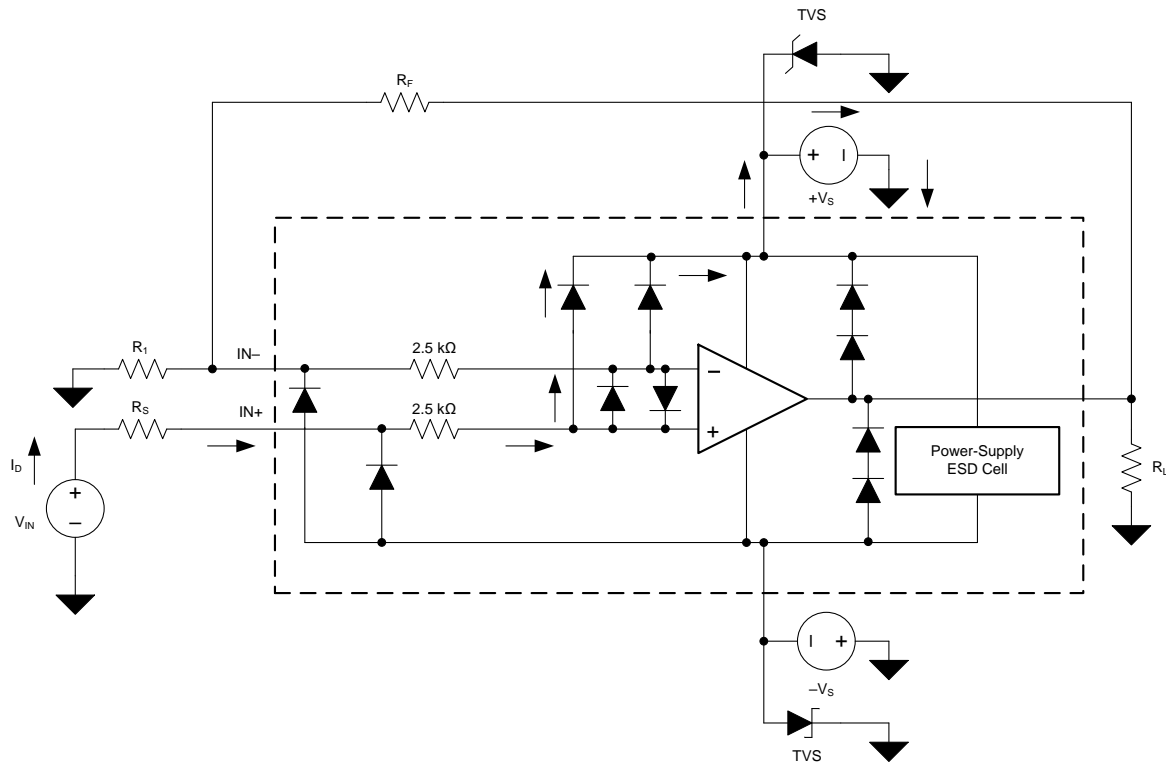 TVS
R_F
+ –
+V_S
R_1
IN–
2.5 kΩ
R_S
IN+
2.5 kΩ
–
+
I_D
+
–
V_IN
Power-Supply
ESD Cell
R_L
– +
–V_S
TVS